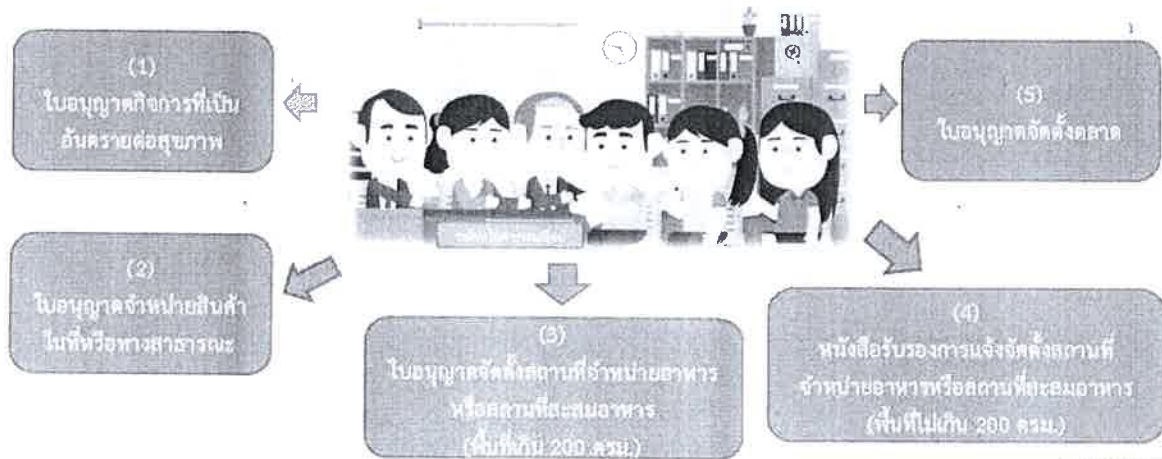 (1)
ใบอนุญาตกิจการที่เป็น
อันตรายต่อสุขภาพ
(2)
ใบอนุญาตจำหน่ายสินค้า
ในที่หรือทางสาธารณะ
(3)
ใบอนุญาตจัดตั้งสถานที่จำหน่ายอาหาร
หรือสถานที่สะสมอาหาร
(พื้นที่เกิน 200 ตรม.)
(4)
หนังสือรับรองการแจ้งจัดตั้งสถานที่
จำหน่ายอาหารหรือสถานที่สะสมอาหาร
(พื้นที่ไม่เกิน 200 ตรม.)
(5)
ใบอนุญาตจัดตั้งตลาด